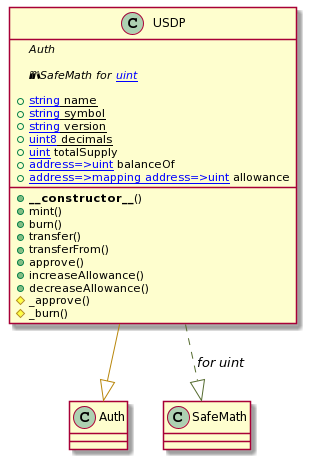 C USDP
Auth
SafeMath for uint
string name
string symbol
string version
uint8 decimals
uint totalSupply
address=>uint balanceOf
address=>mapping address=>uint allowance
__constructor__()
mint()
burn()
transfer()
transferFrom()
approve()
increaseAllowance()
decreaseAllowance()
_approve()
_burn()
for uint
C Auth
C SafeMath